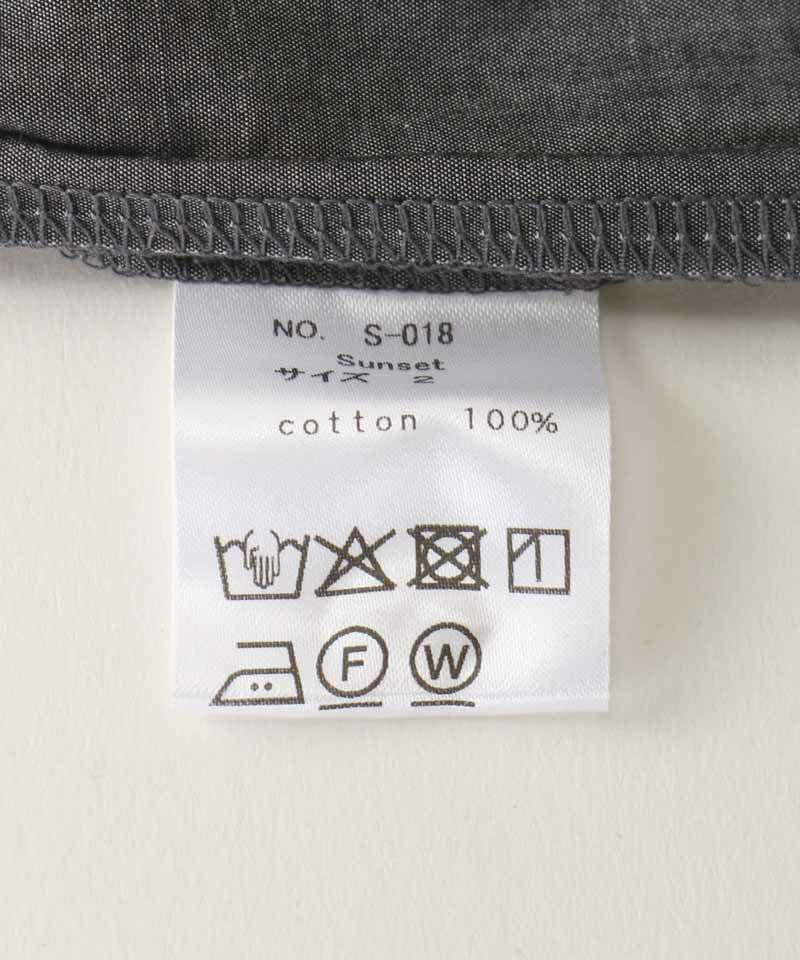 NO. S-018
Sunset
サイズ 2
cotton 100%
F W